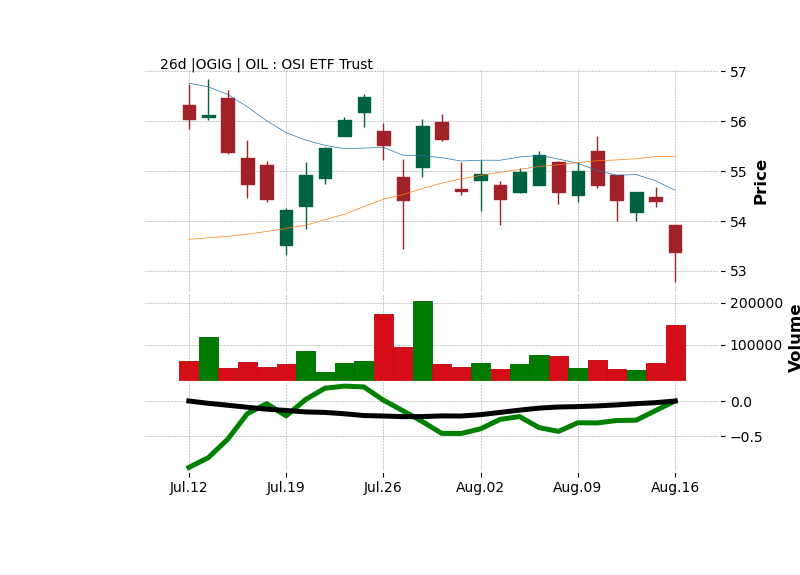 26d |OGIG | OIL : OSI ETF Trust
57
56
55
54
53
Price
200000
100000
Volume
0.0
−0.5
Jul.12 Jul.19 Jul.26 Aug.02 Aug.09 Aug.16